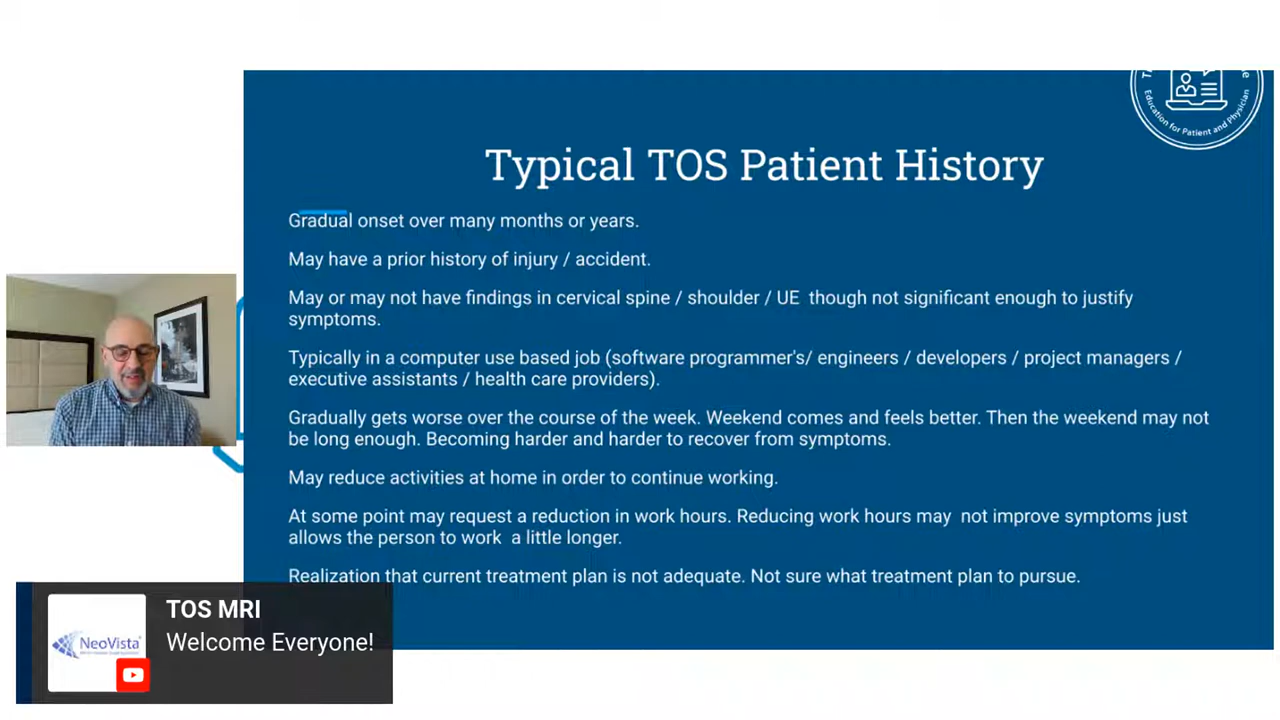 Education for Patient and Physician
Typical TOS Patient History
Gradual onset over many months or years.
May have a prior history of injury / accident.
May or may not have findings in cervical spine / shoulder / UE  though not significant enough to justify
symptoms.
Typically in a computer use based job (software programmer's/ engineers / developers / project managers /
executive assistants / health care providers).
Gradually gets worse over the course of the week. Weekend comes and feels better. Then the weekend may not
be long enough. Becoming harder and harder to recover from symptoms.
May reduce activities at home in order to continue working.
At some point may request a reduction in work hours. Reducing work hours may  not improve symptoms just
allows the person to work  a little longer.
Realization that current treatment plan is not adequate. Not sure what treatment plan to pursue.
TOS MRI
NeoVista
Welcome Everyone!